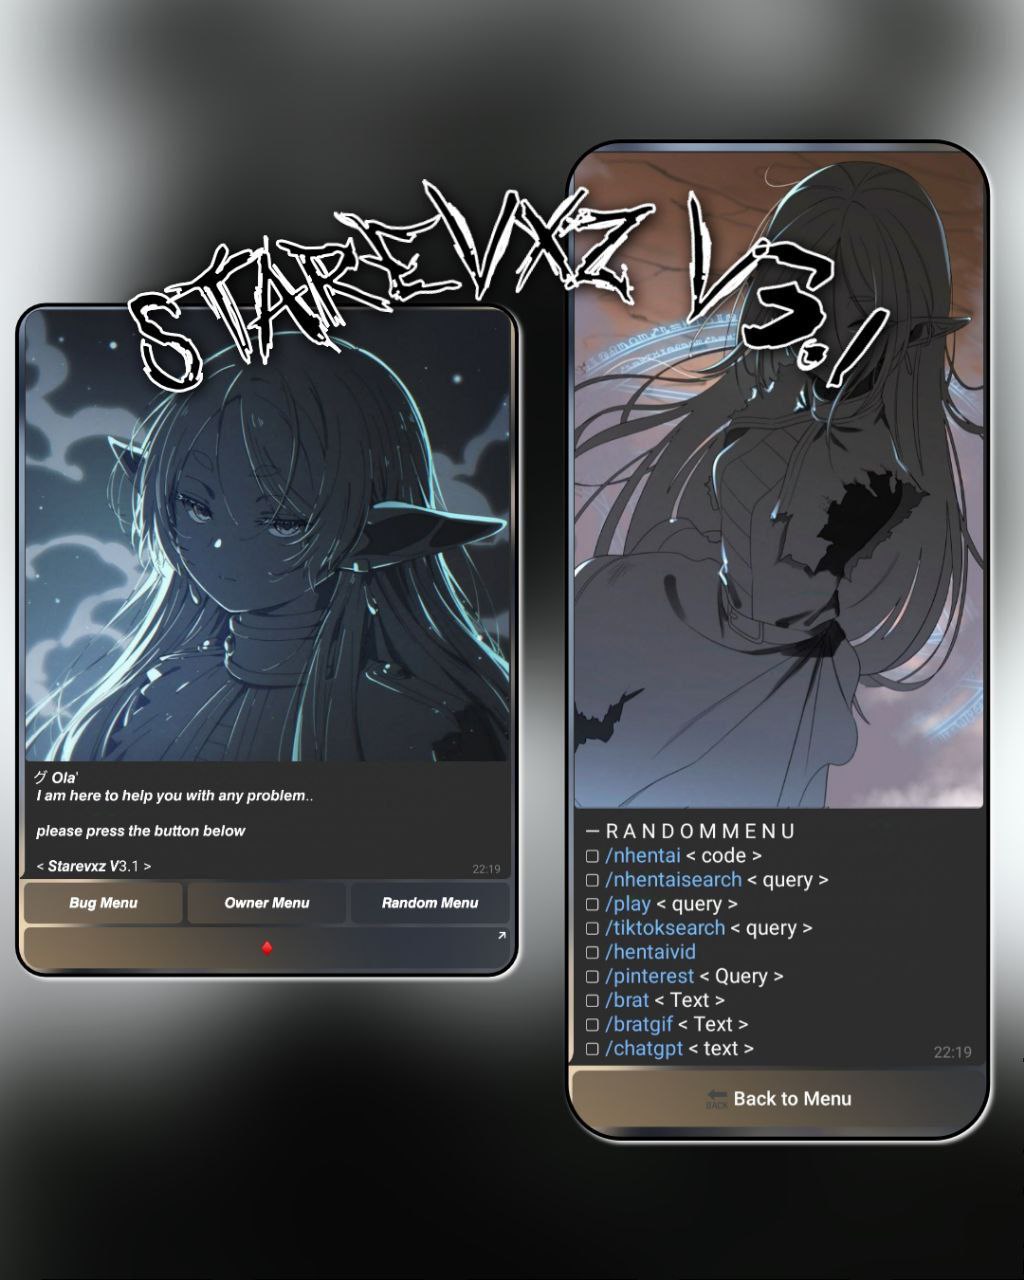 STAREVXZ V3.1
グ Ola'
I am here to help you with any problem..
please press the button below
< Starevxz V3.1 >
22:19
Bug Menu
Owner Menu
Random Menu
– R A N D O M M E N U
▢ /nhentai < code >
▢ /nhentaisearch < query >
▢ /play < query >
▢ /tiktoksearch < query >
▢ /hentaivid
▢ /pinterest < Query >
▢ /brat < Text >
▢ /bratgif < Text >
▢ /chatgpt < text >
22:19
BACK Back to Menu